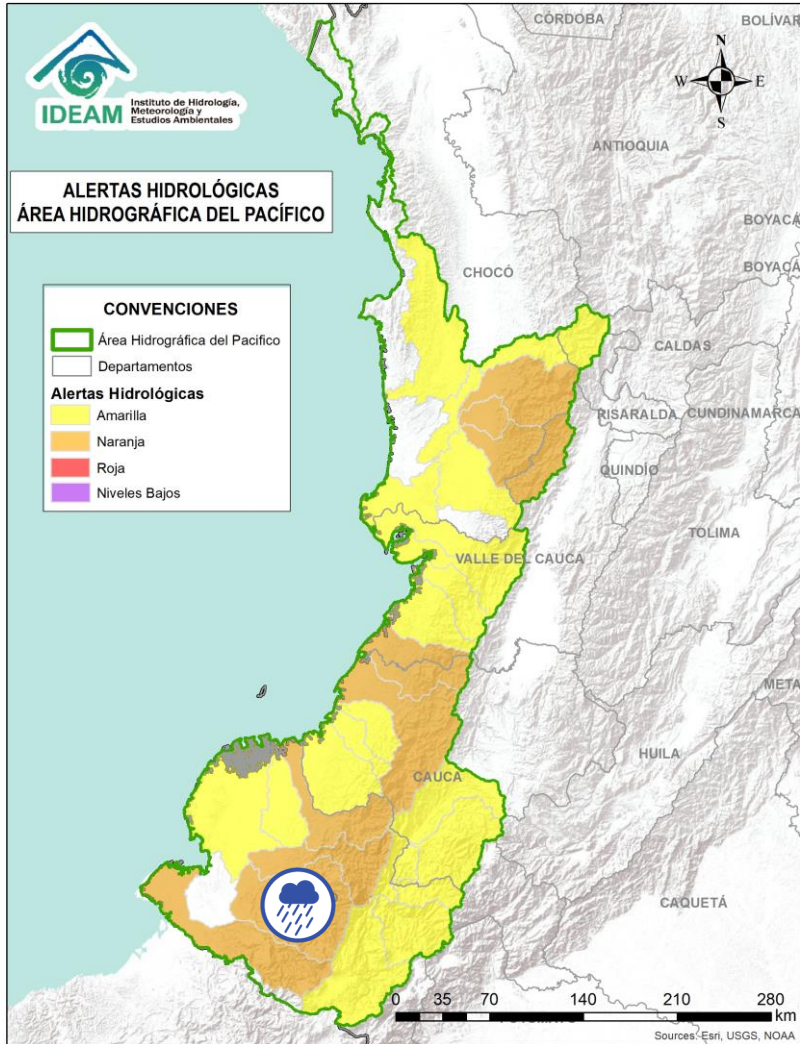 IDEAM
Instituto de Hidrología,
Meteorología y
Estudios Ambientales
ALERTAS HIDROLÓGICAS
ÁREA HIDROGRÁFICA DEL PACÍFICO
CONVENCIONES
Área Hidrográfica del Pacifico
Departamentos
Alertas Hidrológicas
Amarilla
Naranja
Roja
Niveles Bajos
CÓRDOBA
BOLÍVAR
N
W E
S
ANTIOQUIA
BOYACÁ
CHOCÓ
BOYACÁ
CALDAS
RISARALDA
CUNDINAMARCA
QUINDÍO
TOLIMA
VALLE DEL CAUCA
META
HUILA
CAUCA
CAQUETÁ
0 35 70 140 210 280
km
Sources: Esri, USGS, NOAA